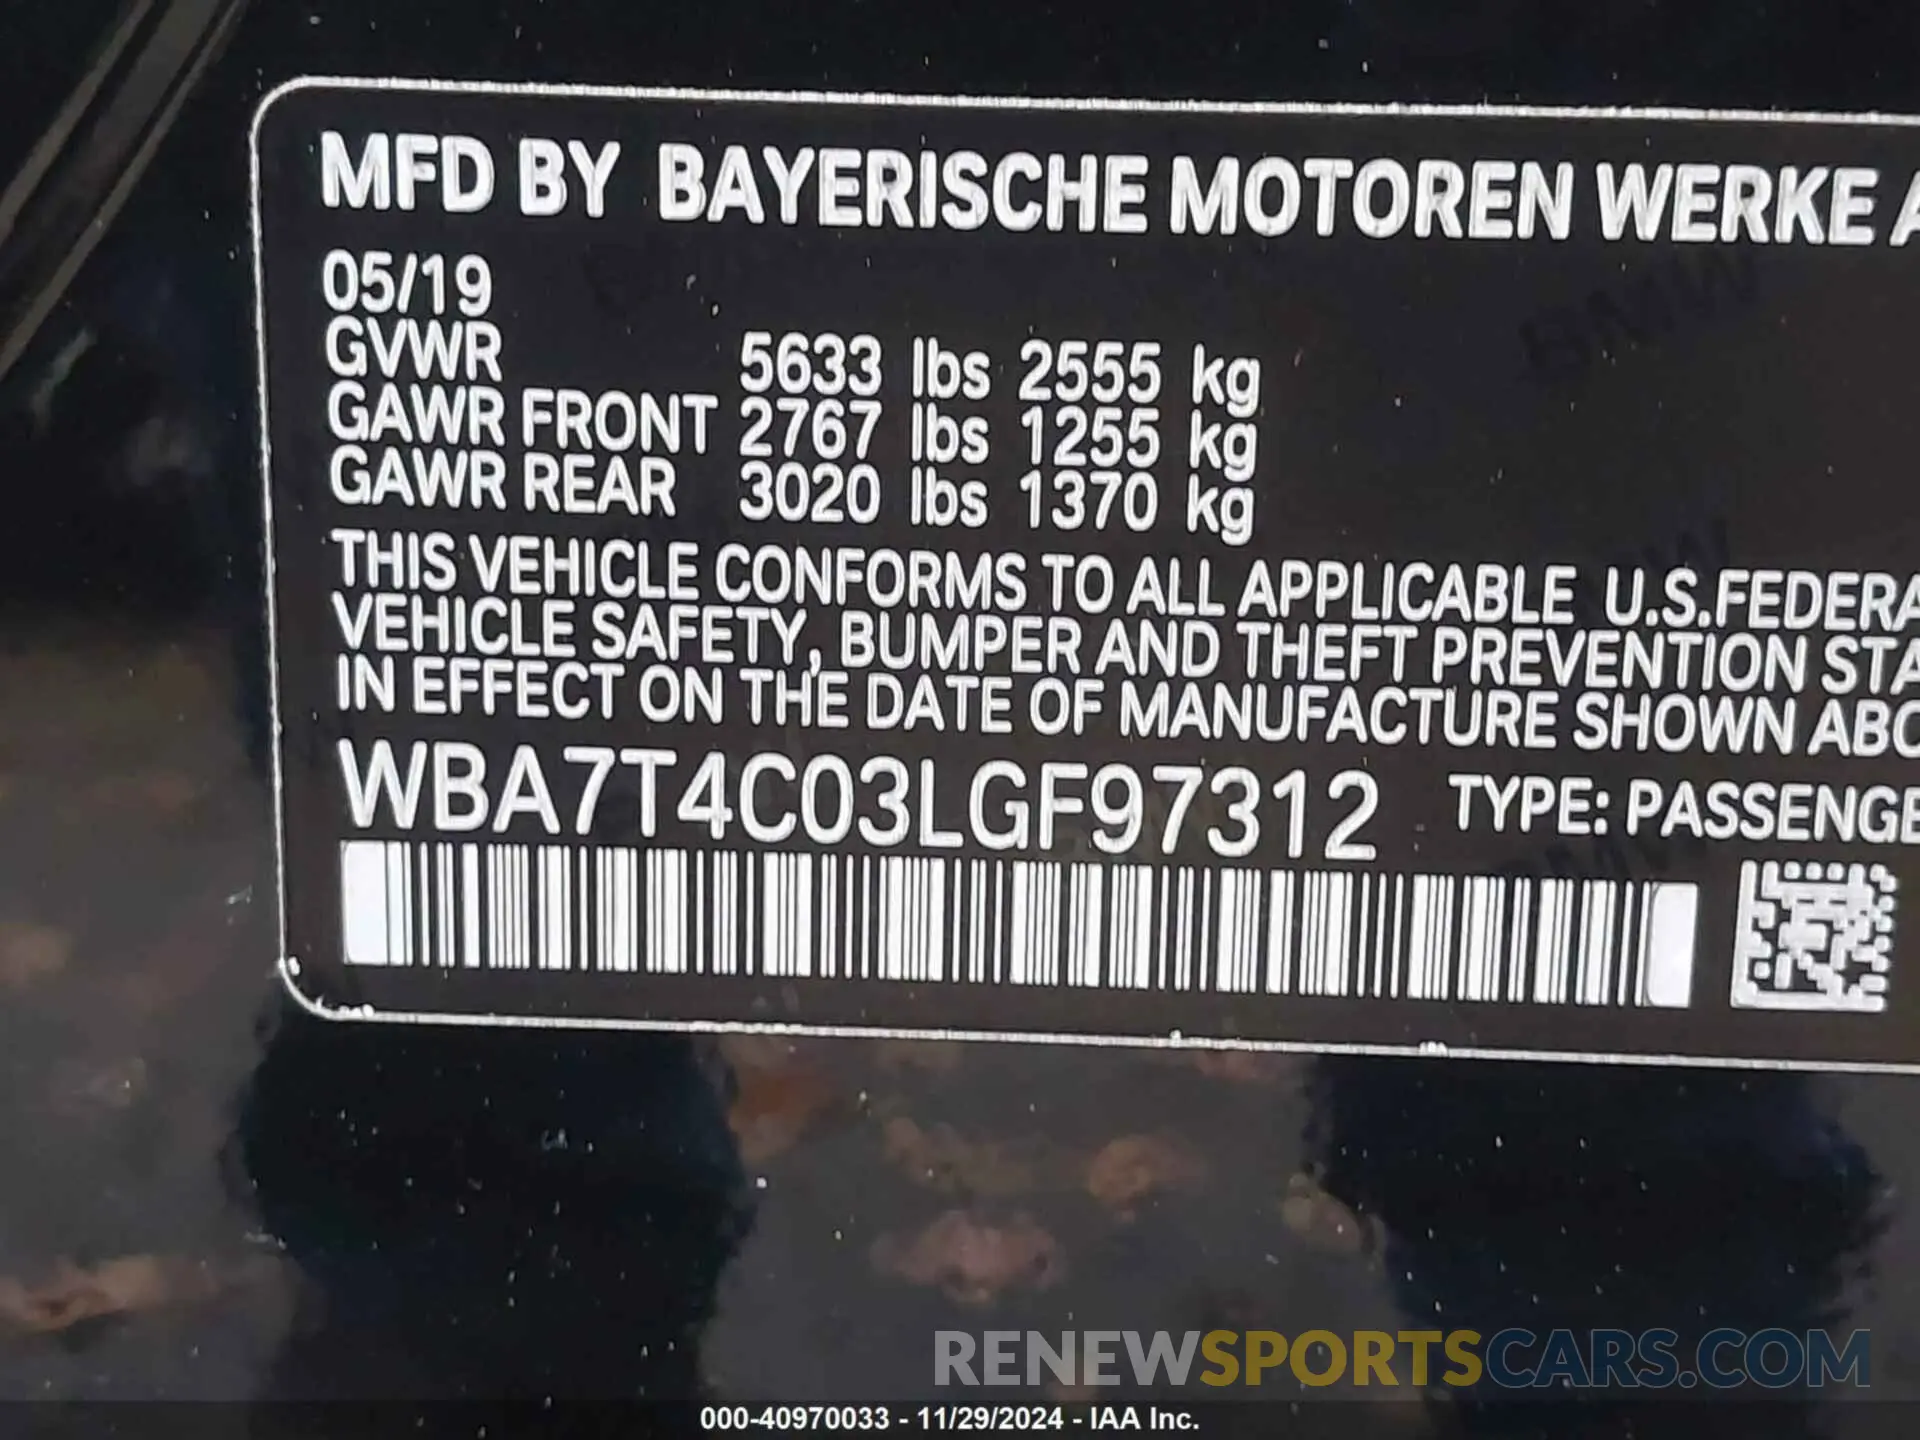 MFD BY BAYERISCHE MOTOREN WERKE A
05/19
GVWR 5633 lbs 2555 kg
GAWR FRONT 2767 lbs 1255 kg
GAWR REAR 3020 lbs 1370 kg
THIS VEHICLE CONFORMS TO ALL APPLICABLE U.S.FEDERA
VEHICLE SAFETY, BUMPER AND THEFT PREVENTION STA
IN EFFECT ON THE DATE OF MANUFACTURE SHOWN ABO
WBA7T4C03LGF97312 TYPE: PASSENGE
RENEWSPORTSCARS.COM
000-40970033 - 11/29/2024 - IAA Inc.